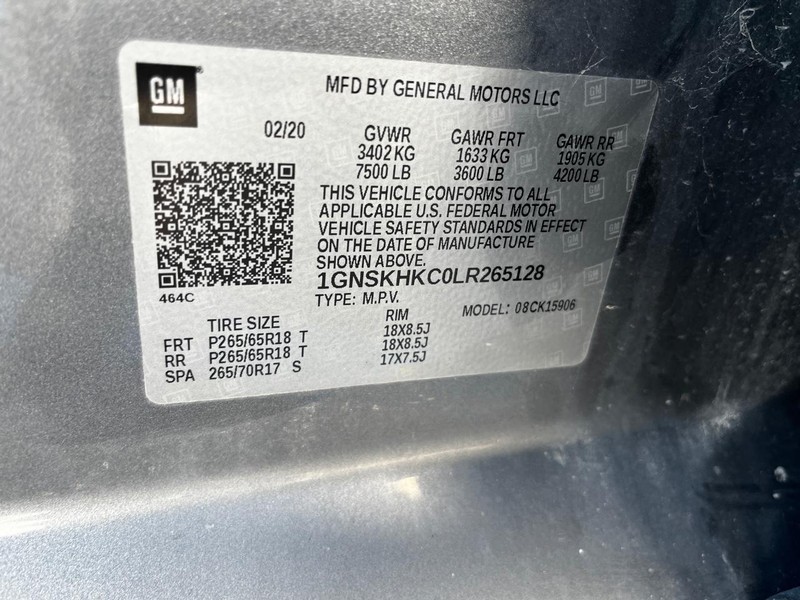 GM
MFD BY GENERAL MOTORS LLC
02/20 GVWR GAWR FRT GAWR RR
3402 KG 1633 KG 1905 KG
7500 LB 3600 LB 4200 LB
THIS VEHICLE CONFORMS TO ALL
APPLICABLE U.S. FEDERAL MOTOR
VEHICLE SAFETY STANDARDS IN EFFECT
ON THE DATE OF MANUFACTURE
SHOWN ABOVE.
1GNSKHKC0LR265128
464C
TYPE: M.P.V. MODEL: 08CK15906
TIRE SIZE RIM
FRT P265/65R18 T 18X8.5J
RR P265/65R18 T 18X8.5J
SPA 265/70R17 S 17X7.5J